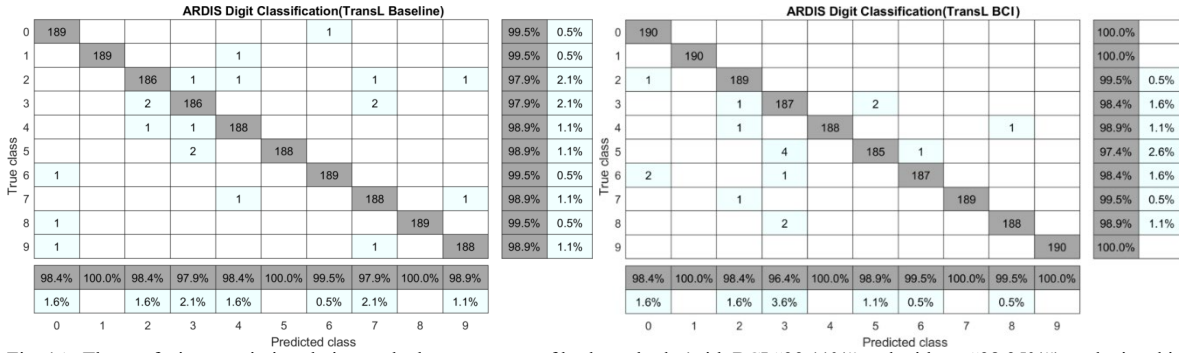 ARDIS Digit Classification(TransL Baseline)
0 189 1 99.5% 0.5%
1 189 1 99.5% 0.5%
2 186 1 1 1 1 97.9% 2.1%
3 2 186 2 97.9% 2.1%
4 1 1 188 98.9% 1.1%
5 2 188 98.9% 1.1%
6 1 189 99.5% 0.5%
7 1 188 1 98.9% 1.1%
8 1 189 99.5% 0.5%
9 1 1 188 98.9% 1.1%
True class
98.4% 100.0% 98.4% 97.9% 98.4% 100.0% 99.5% 97.9% 100.0% 98.9%
1.6% 1.6% 2.1% 1.6% 0.5% 2.1% 1.1%
0 1 2 3 4 5 6 7 8 9
Predicted class
ARDIS Digit Classification(TransL BCI)
0 190 100.0%
1 190 100.0%
2 1 189 99.5% 0.5%
3 1 187 2 98.4% 1.6%
4 1 188 1 98.9% 1.1%
5 4 185 1 97.4% 2.6%
6 2 1 187 98.4% 1.6%
7 1 189 99.5% 0.5%
8 2 188 98.9% 1.1%
9 190 100.0%
True class
98.4% 100.0% 98.4% 96.4% 100.0% 98.9% 99.5% 100.0% 99.5% 100.0%
1.6% 1.6% 3.6% 1.1% 0.5% 0.5%
0 1 2 3 4 5 6 7 8 9
Predicted class